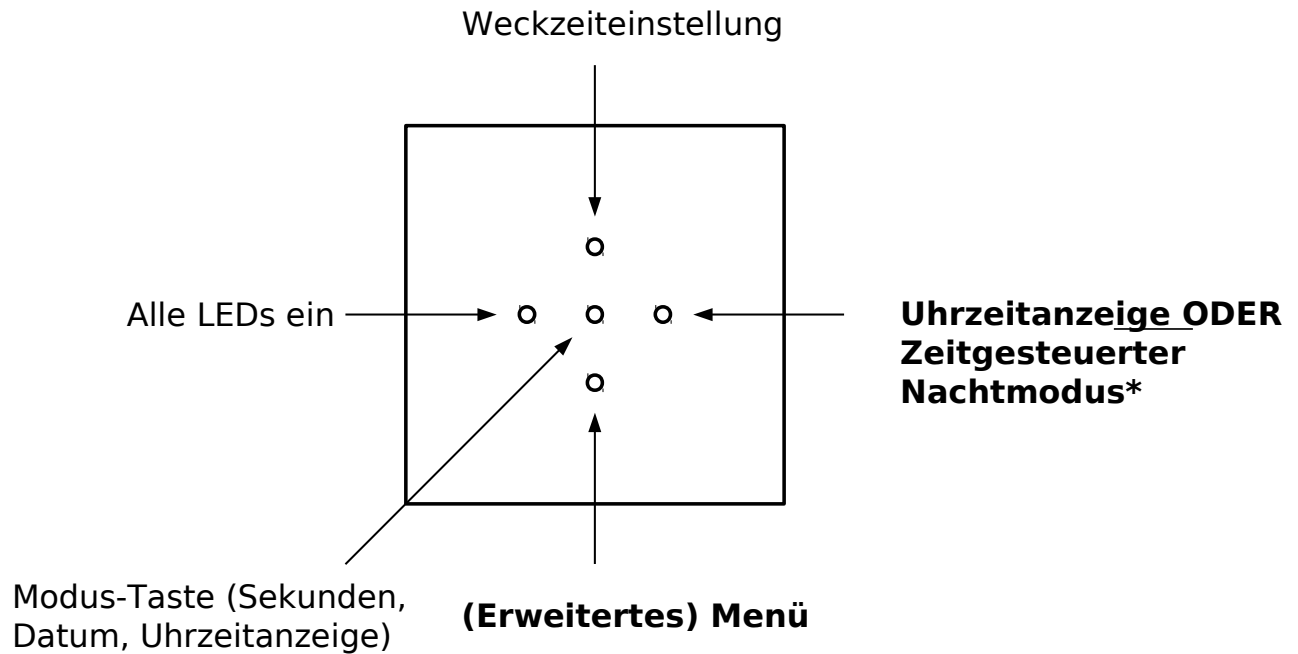 Weckzeiteinstellung
Alle LEDs ein
Uhrzeitanzeige ODER
Zeitgesteuerter
Nachtmodus*
Modus-Taste (Sekunden,
Datum, Uhrzeitanzeige)
(Erweitertes) Menü